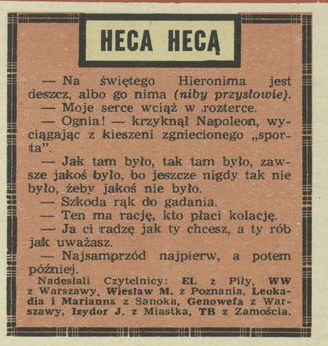 HECA HECĄ
— Na świętego Hieronima jest
deszcz, albo go nima (niby przysłowie).
— Moje serce wciąż w rozterce.
— Ognia! — krzyknął Napoleon, wy-
ciągając z kieszeni zgniecionego „spor-
ta".
— Jak tam było, tak tam było, zaw-
sze jakoś było, bo jeszcze nigdy tak nie
było, żeby jakoś nie było.
— Szkoda rąk do gadania.
— Ten ma rację, kto płaci kolację.
— Ja ci radzę jak ty chcesz, a ty rób
jak uważasz.
— Najsamprzód najpierw, a potem
później.
Nadesłali Czytelnicy: EL z Piły, WW
z Warszawy, Wiesław M. z Poznania, Leoka-
dia i Marianna z Sanoka, Genowefa z War-
szawy, Izydor J. z Miastka, TB z Zamościa.